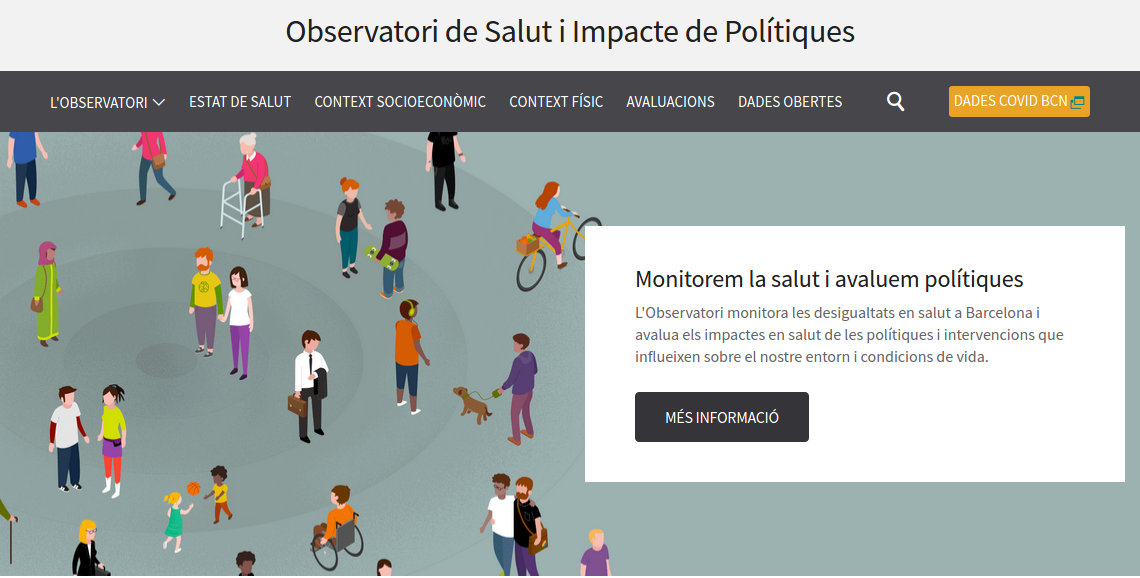 Observatori de Salut i Impacte de Polítiques
L'OBSERVATORI ESTAT DE SALUT CONTEXT SOCIOECONÒMIC CONTEXT FÍSIC AVALUACIONS DADES OBERTES DADES COVID BCN
Monitorem la salut i avaluem polítiques
L'Observatori monitora les desigualtats en salut a Barcelona i
avalua els impactes en salut de les polítiques i intervencions que
influeixen sobre el nostre entorn i condicions de vida.
MÉS INFORMACIÓ